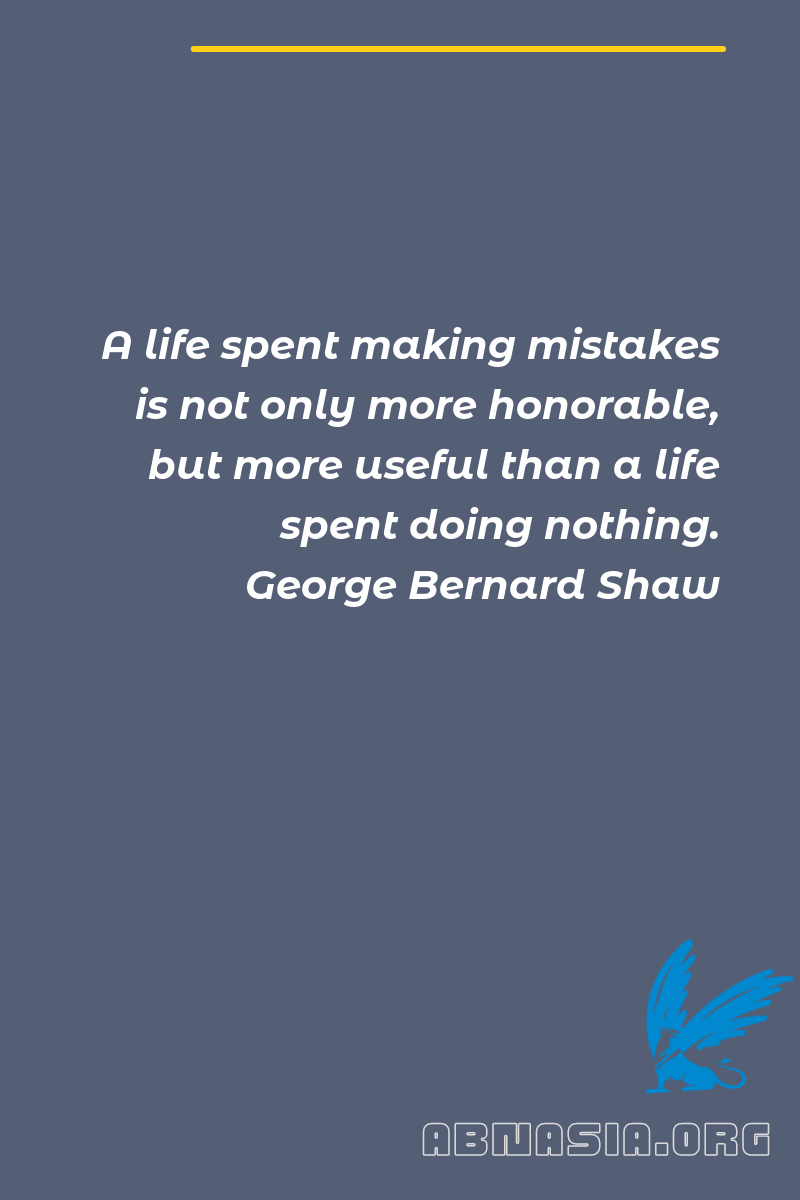 A life spent making mistakes
is not only more honorable,
but more useful than a life
spent doing nothing.
George Bernard Shaw
ABNASIA.ORG